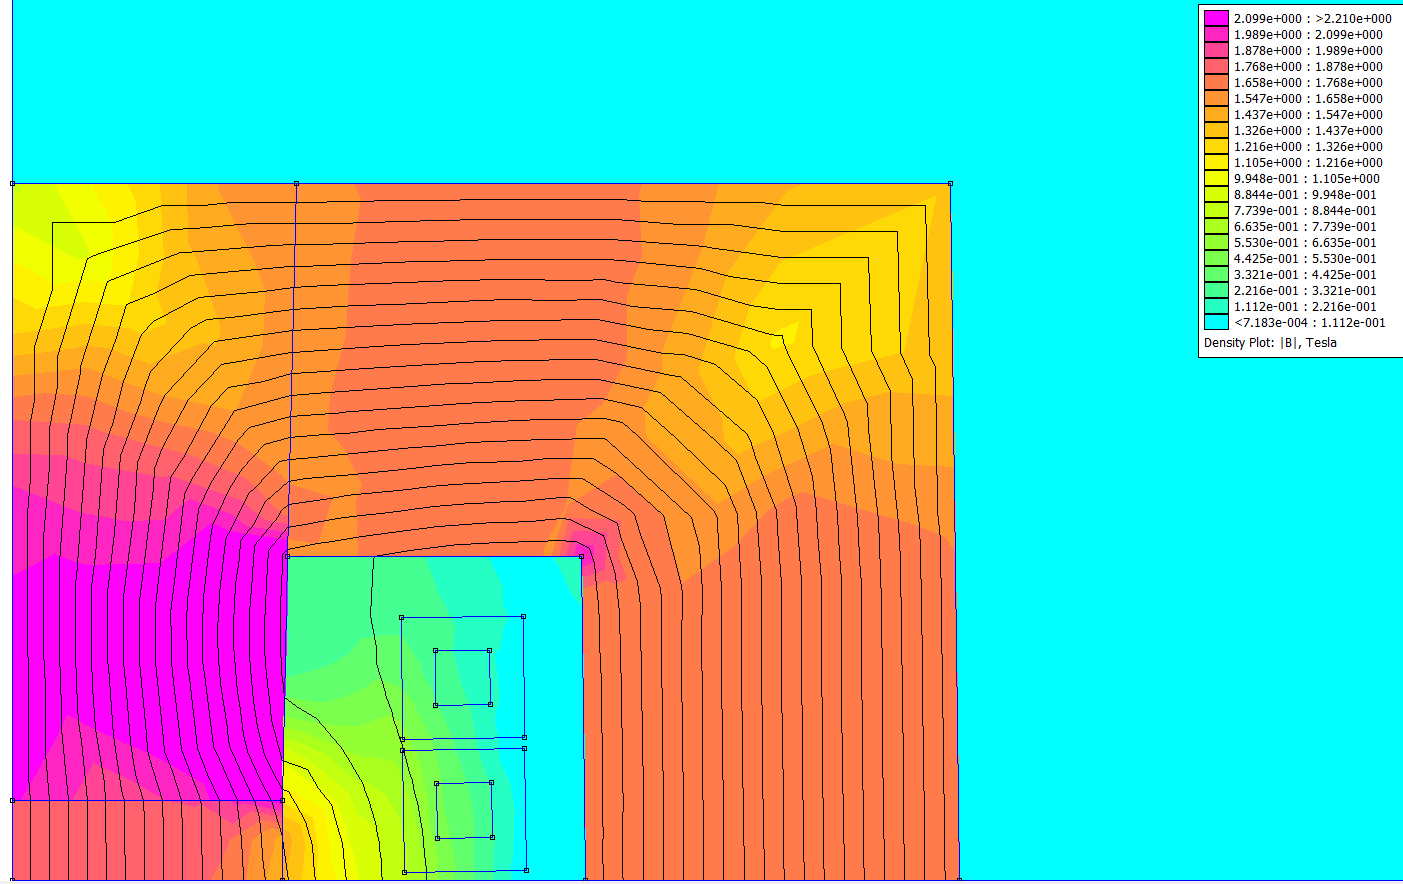 2.099e+000 : >2.210e+000
1.989e+000 : 2.099e+000
1.878e+000 : 1.989e+000
1.768e+000 : 1.878e+000
1.658e+000 : 1.768e+000
1.547e+000 : 1.658e+000
1.437e+000 : 1.547e+000
1.326e+000 : 1.437e+000
1.216e+000 : 1.326e+000
1.105e+000 : 1.216e+000
9.948e-001 : 1.105e+000
8.844e-001 : 9.948e-001
7.739e-001 : 8.844e-001
6.635e-001 : 7.739e-001
5.530e-001 : 6.635e-001
4.425e-001 : 5.530e-001
3.321e-001 : 4.425e-001
2.216e-001 : 3.321e-001
1.112e-001 : 2.216e-001
<7.183e-004 : 1.112e-001
Density Plot: |B|, Tesla